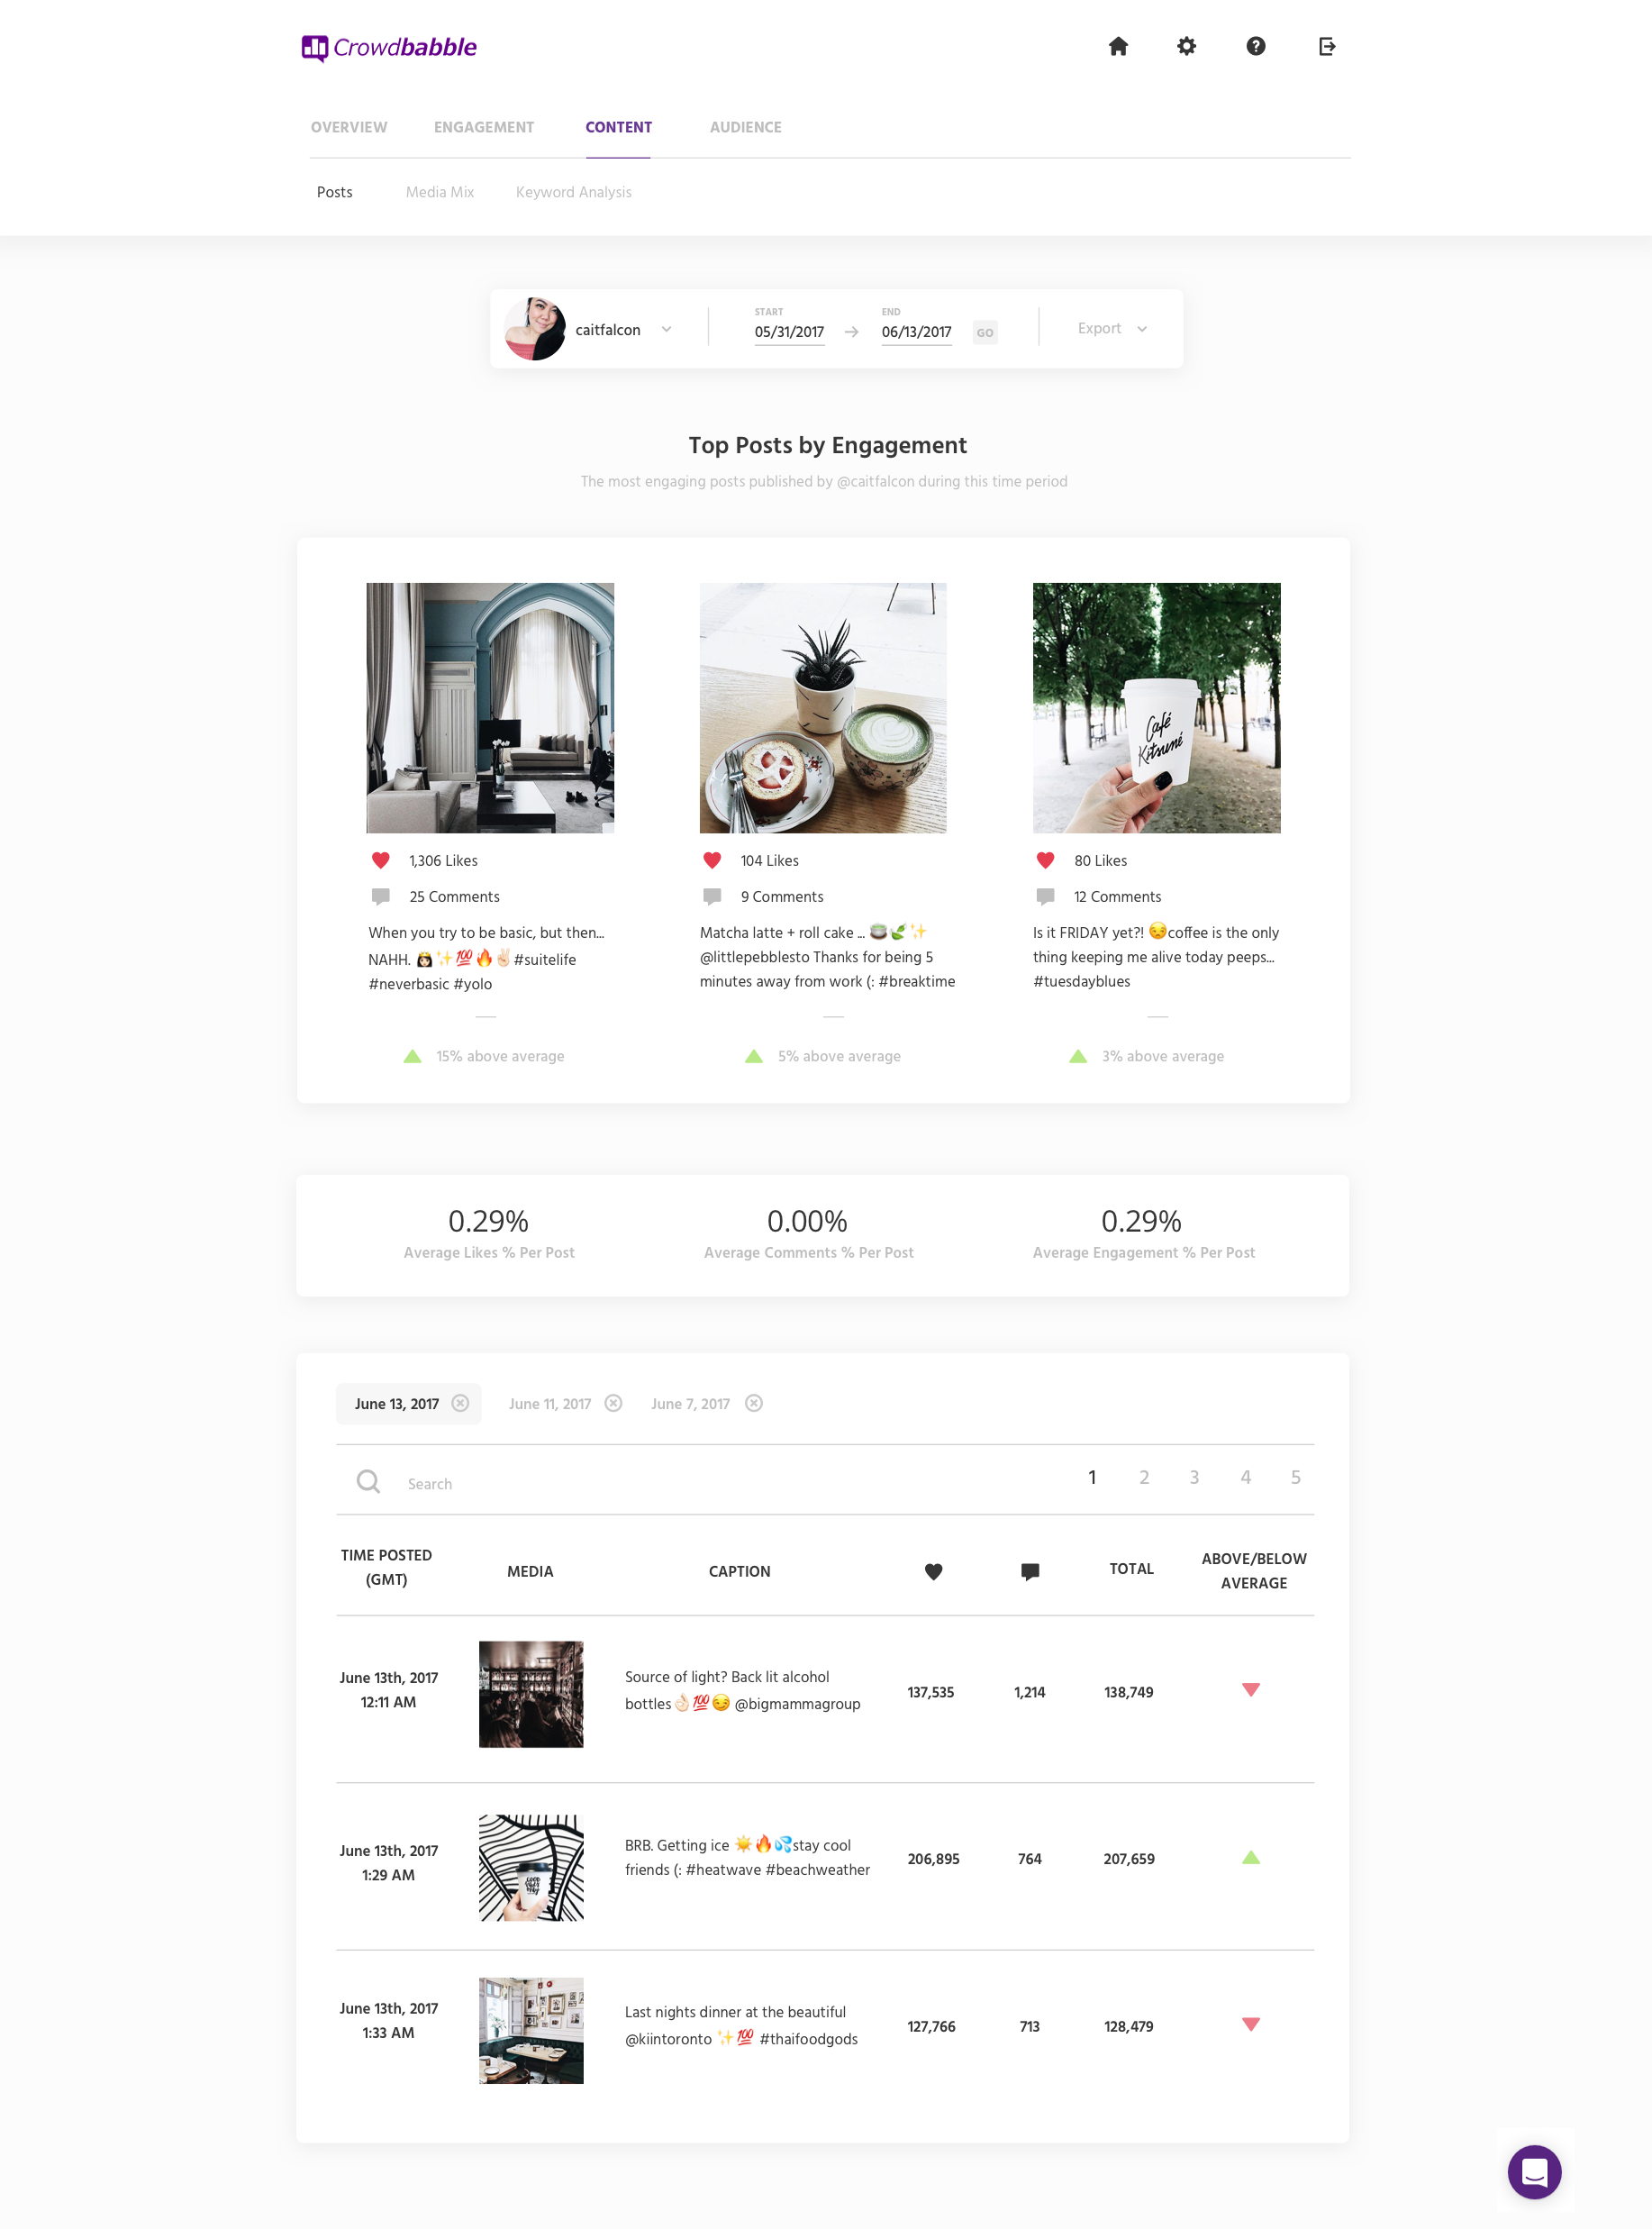 Crowdbabble
OVERVIEW ENGAGEMENT CONTENT AUDIENCE
Posts Media Mix Keyword Analysis
caitfalcon
START
05/31/2017
END
06/13/2017
GO
Export
Top Posts by Engagement
The most engaging posts published by @caitfalcon during this time period
Café
Kitsuné
1,306 Likes
25 Comments
When you try to be basic, but then...
NAHH. 👸🏻✨💯🔥✌🏻#suitelife
#neverbasic #yolo
15% above average
104 Likes
9 Comments
Matcha latte + roll cake ... 🍵🍃✨
@littlepebblesto Thanks for being 5
minutes away from work (: #breaktime
5% above average
80 Likes
12 Comments
Is it FRIDAY yet?! 😔coffee is the only
thing keeping me alive today peeps...
#tuesdayblues
3% above average
0.29%
Average Likes % Per Post
0.00%
Average Comments % Per Post
0.29%
Average Engagement % Per Post
June 13, 2017 June 11, 2017 June 7, 2017
Search
1 2 3 4 5
TIME POSTED
(GMT)
MEDIA
CAPTION
TOTAL
ABOVE/BELOW
AVERAGE
June 13th, 2017
12:11 AM
Source of light? Back lit alcohol
bottles👌🏻💯😏 @bigmammagroup
137,535 1,214 138,749
June 13th, 2017
1:29 AM
BRB. Getting ice ☀️🔥💦stay cool
friends (: #heatwave #beachweather
206,895 764 207,659
June 13th, 2017
1:33 AM
Last nights dinner at the beautiful
@kiintoronto ✨💯 #thaifoodgods
127,766 713 128,479